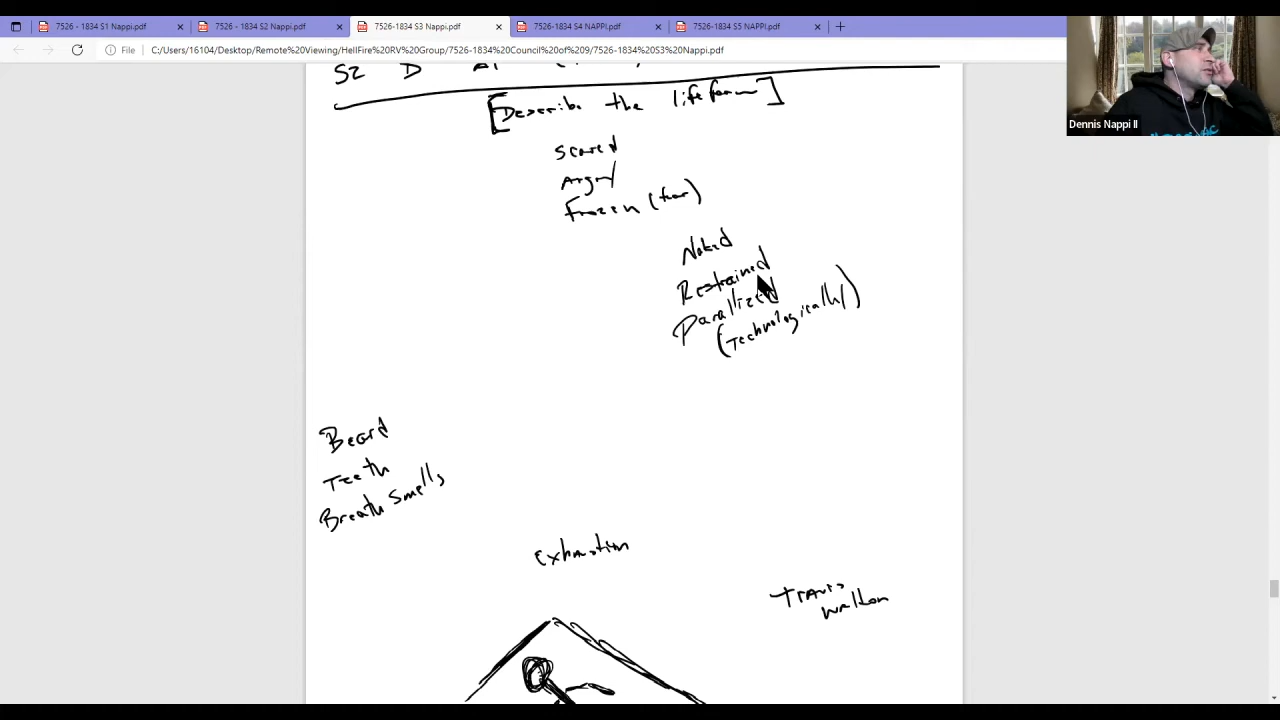 7526 - 1834 S1 Nappi.pdf
7526 - 1834 S2 Nappi.pdf
7526-1834 S3 Nappi.pdf
7526-1834 S4 NAPPI.pdf
7526-1834 S5 NAPPI.pdf
File
C:/Users/16104/Desktop/Remote%20Viewing/HellFire%20RV%20Group/7526-1834%20Council%20of%209/7526-1834%20S3%20Nappi.pdf
Dennis Nappi II
S2 D
[Describe the lifeform]
Scared
Angry
Frozen (fear)
Naked
Restrained
Parallized
(Technologically)
Beard
Teeth
Breath Smells
Exhaustion
Travis
Walton